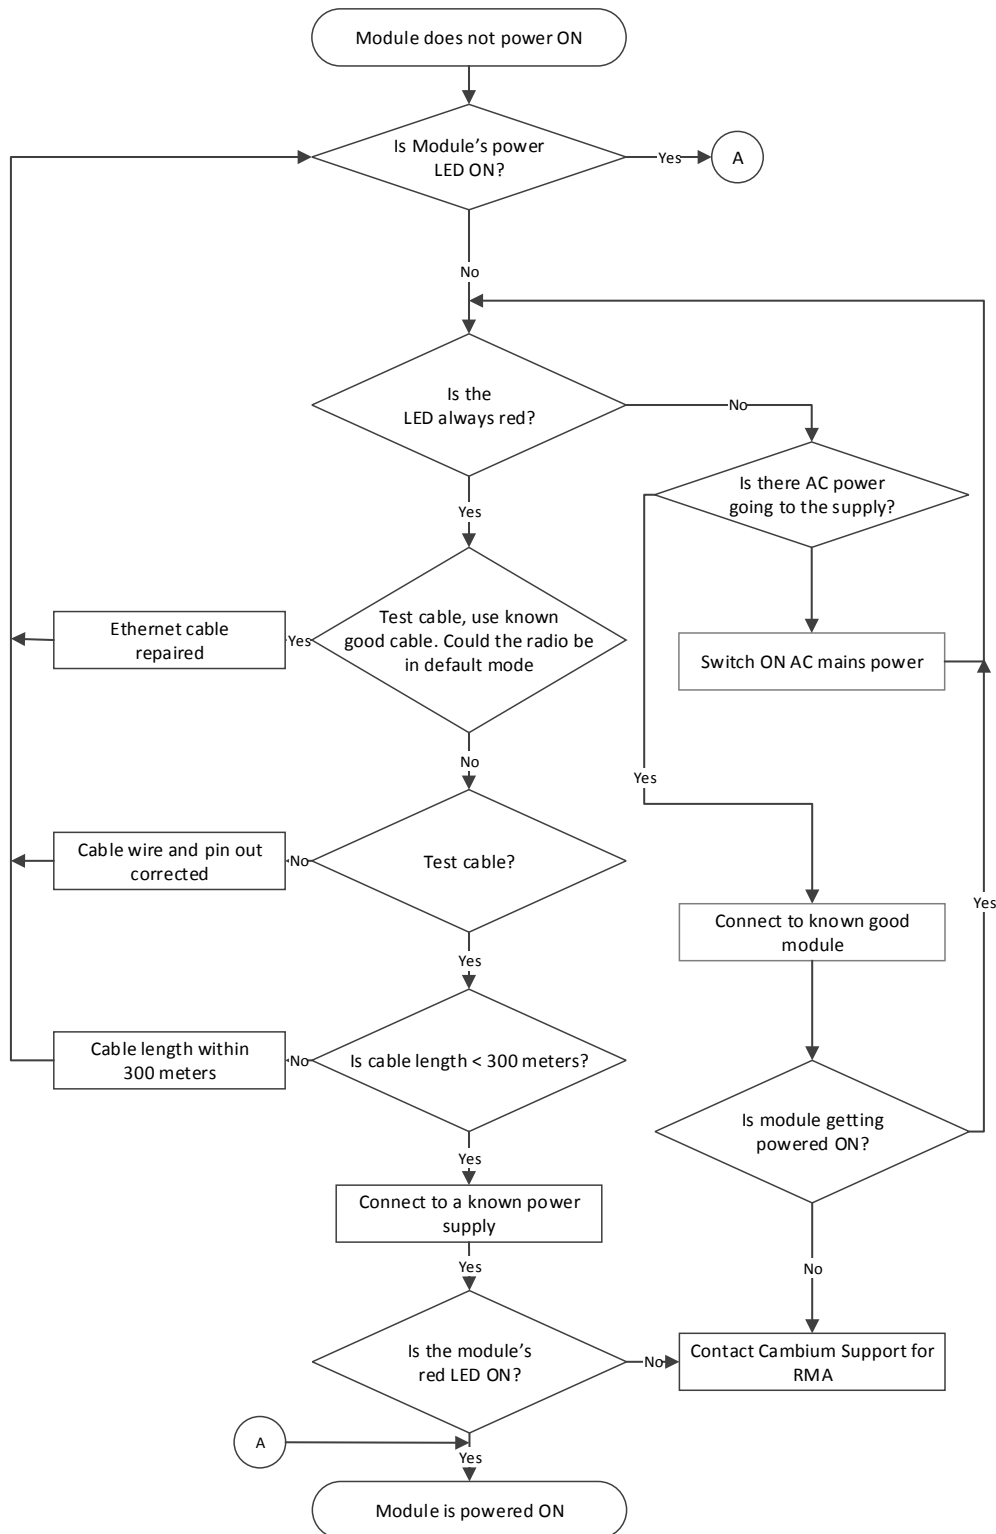 Module does not power ON
Is Module's power
LED ON?
Yes
A
No
Is the
LED always red?
No
Is there AC power
going to the supply?
Yes
Test cable, use known
good cable. Could the radio be
in default mode
Yes
Ethernet cable
repaired
Switch ON AC mains power
No
Yes
Test cable?
No
Cable wire and pin out
corrected
Yes
Connect to known good
module
Yes
Is cable length < 300 meters?
No
Cable length within
300 meters
Is module getting
powered ON?
Yes
Connect to a known power
supply
Yes
No
Is the module's
red LED ON?
No
Contact Cambium Support for
RMA
A
Yes
Module is powered ON